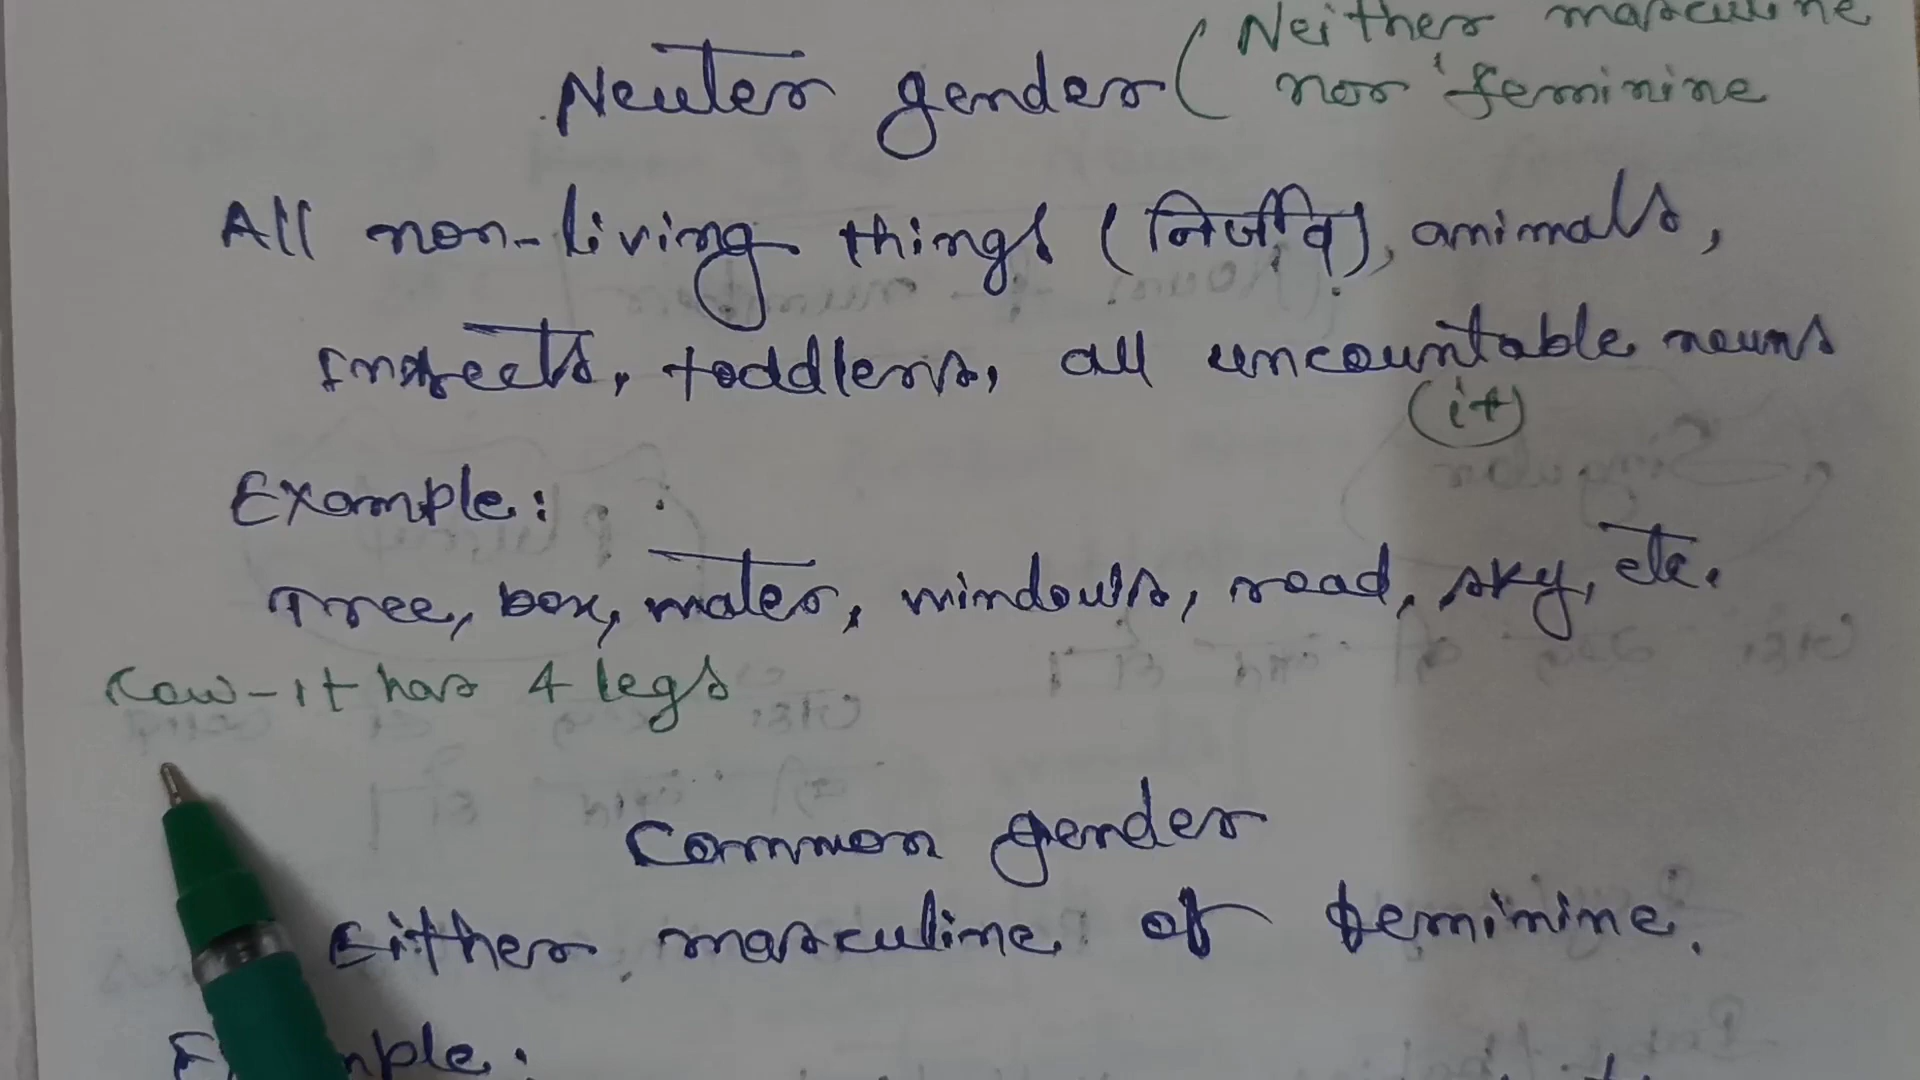 Neuter gender (Neither masculine
nor feminine
All non-living things (निर्जीव), animals,
Insects, toddlers, all uncountable nouns
(it)
Example:
Tree, box, water, windows, road, sky, etc.
Cow-it has 4 legs
Common gender
Either masculine or feminine.